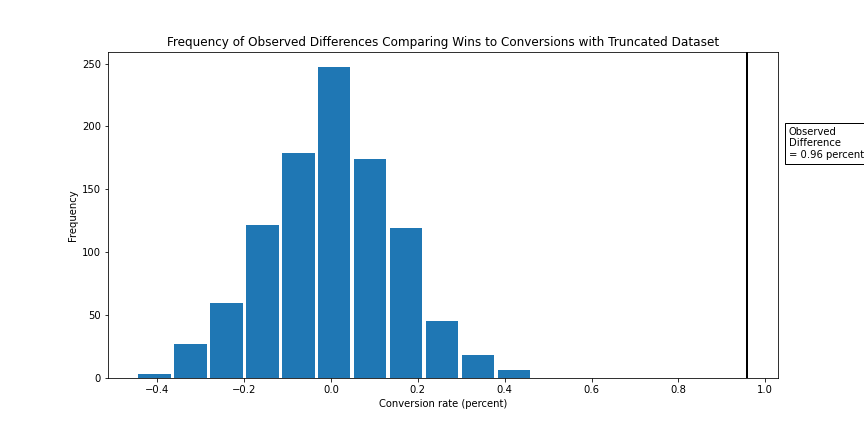 Frequency of Observed Differences Comparing Wins to Conversions with Truncated Dataset
250
200
150
100
50
0
Frequency
−0.4
−0.2
0.0
0.2
0.4
0.6
0.8
1.0
Conversion rate (percent)
Observed
Difference
= 0.96 percent